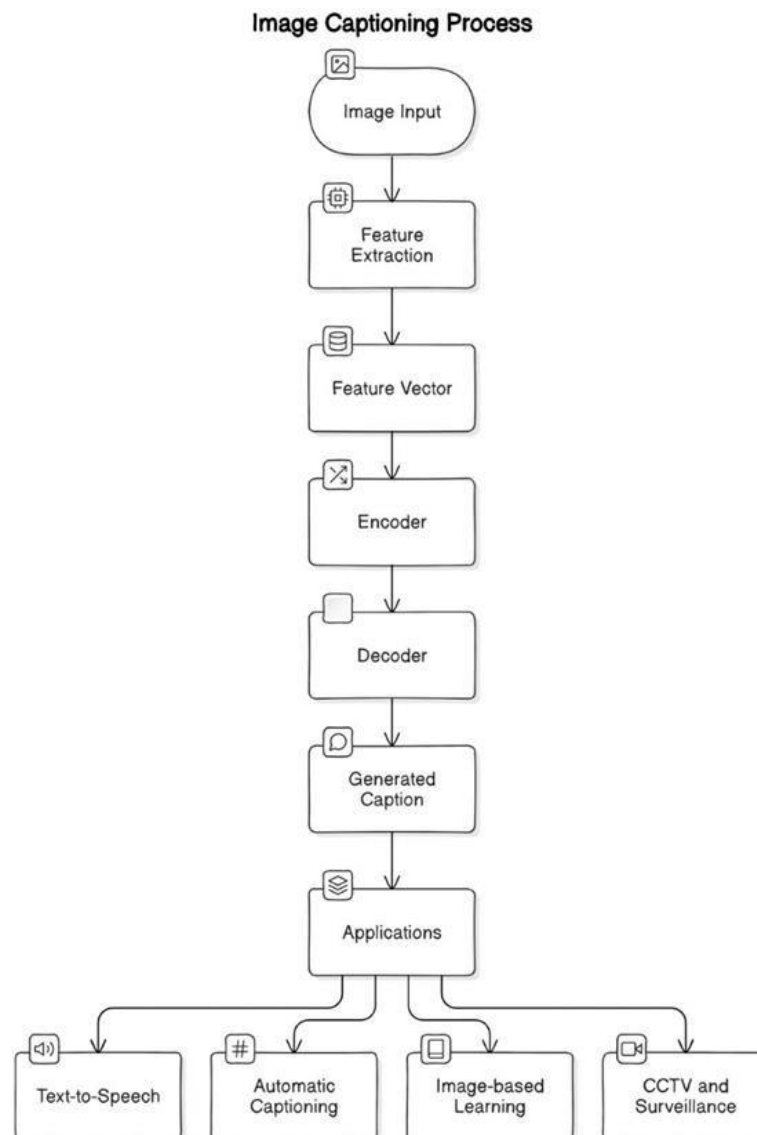 Image Captioning Process
Image Input
Feature
Extraction
Feature Vector
Encoder
Decoder
Generated
Caption
Applications
Text-to-Speech
Automatic
Captioning
Image-based
Learning
CCTV and
Surveillance